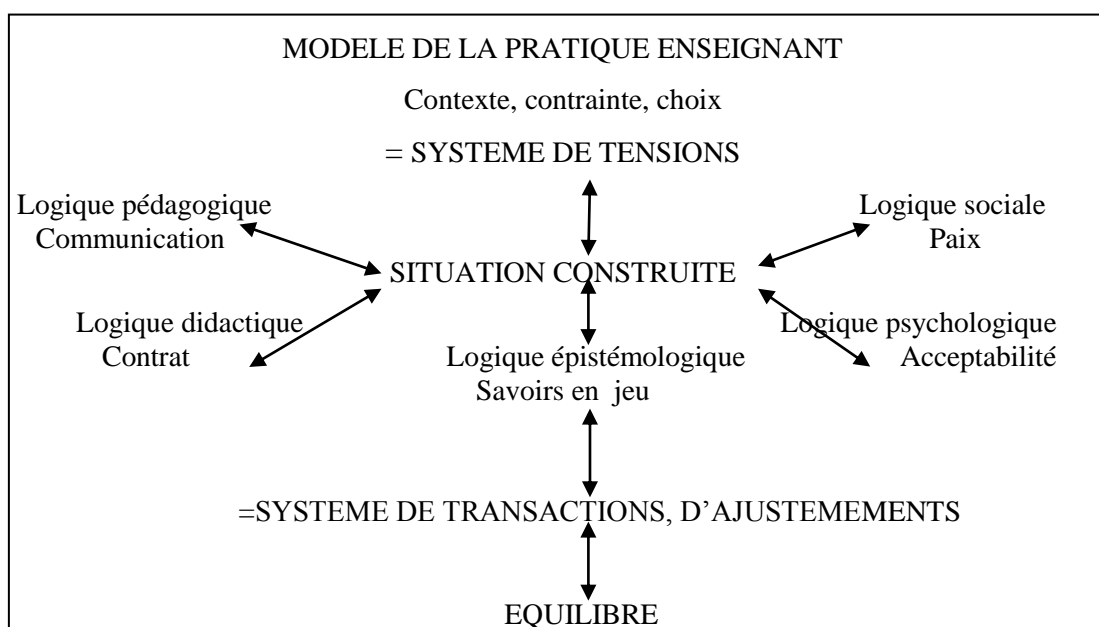 MODELE DE LA PRATIQUE ENSEIGNANT
Contexte, contrainte, choix
= SYSTEME DE TENSIONS
Logique pédagogique
Communication
Logique sociale
Paix
SITUATION CONSTRUITE
Logique didactique
Contrat
Logique épistémologique
Savoirs en jeu
Logique psychologique
Acceptabilité
=SYSTEME DE TRANSACTIONS, D'AJUSTEMEMENTS
EQUILIBRE